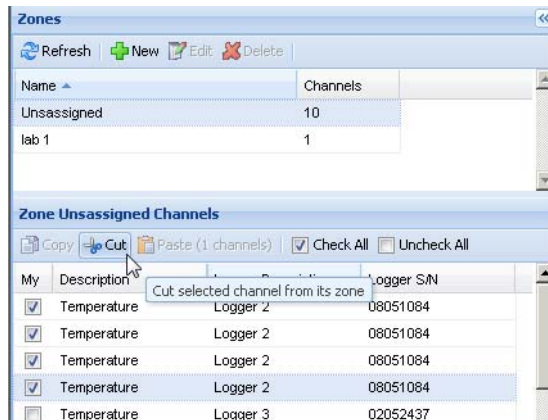 Zones
Refresh New Edit Delete
Name Channels
Unsassigned 10
lab 1 1
Zone Unsassigned Channels
Copy Cut Paste (1 channels) Check All Uncheck All
My Description Logger S/N
Cut selected channel from its zone
Temperature Logger 2 08051084
Temperature Logger 2 08051084
Temperature Logger 2 08051084
Temperature Logger 2 08051084
Temperature Logger 3 02052437